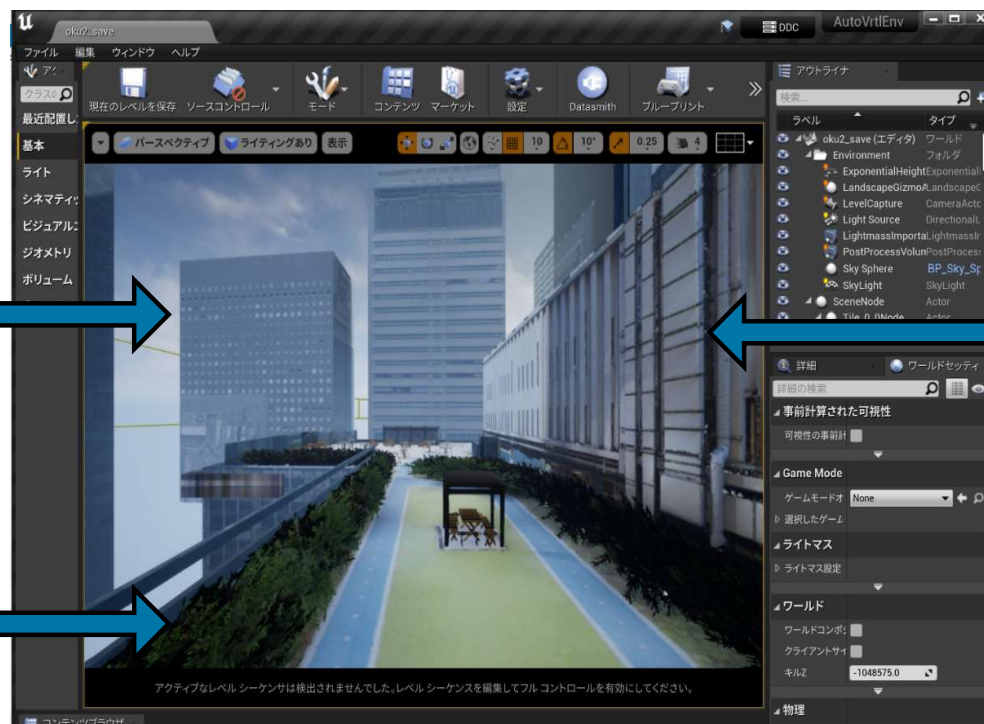 oku2_save
DDC
AutoVrtlEnv
ファイル 編集 ウィンドウ ヘルプ
現在のレベルを保存 ソースコントロール モード コンテンツ マーケット 設定 Datasmith ブループリント
最近配置し
基本
ライト
シネマティッ
ビジュアル
ジオメトリ
ボリューム
パースペクティブ ライティングあり 表示 10 10° 0.25 4
アクティブなレベル シーケンサは検出されませんでした。レベル シーケンスを編集してフル コントロールを有効にしてください。
コンテンツブラウザ
アウトライナ
検索...
ラベル タイプ
oku2_save (エディタ) ワールド
Environment フォルダ
ExponentialHeight Exponential
LandscapeGizmoA LandscapeG
LevelCapture CameraActo
Light Source DirectionalL
LightmassImporta LightmassIr
PostProcessVolun PostProces
Sky Sphere BP_Sky_Sp
SkyLight SkyLight
SceneNode Actor
Tile_0_0Node Actor
詳細 ワールドセッティ
詳細の検索
事前計算された可視性
可視性の事前計
Game Mode
ゲームモードオ None
選択したゲーム
ライトマス
ライトマス設定
ワールド
ワールドコンポ
クライアントサイ
キルZ -1048575.0
物理